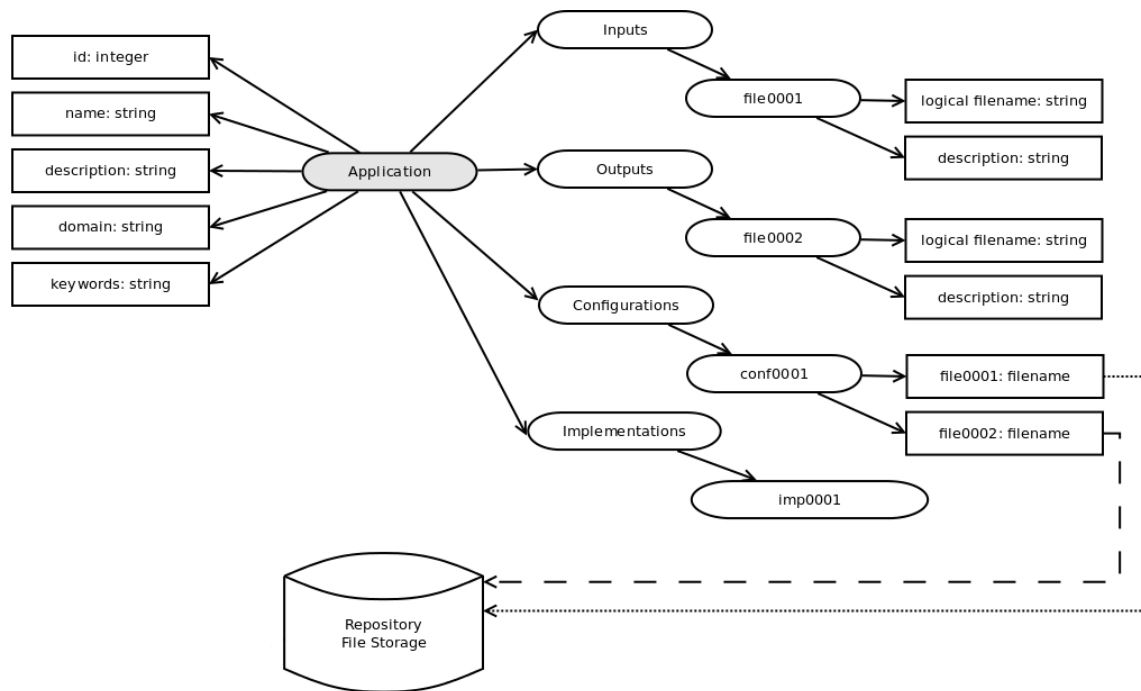 id: integer
name: string
description: string
domain: string
keywords: string
Application
Inputs
file0001
logical filename: string
description: string
Outputs
file0002
logical filename: string
description: string
Configurations
conf0001
file0001: filename
file0002: filename
Implementations
imp0001
Repository
File Storage